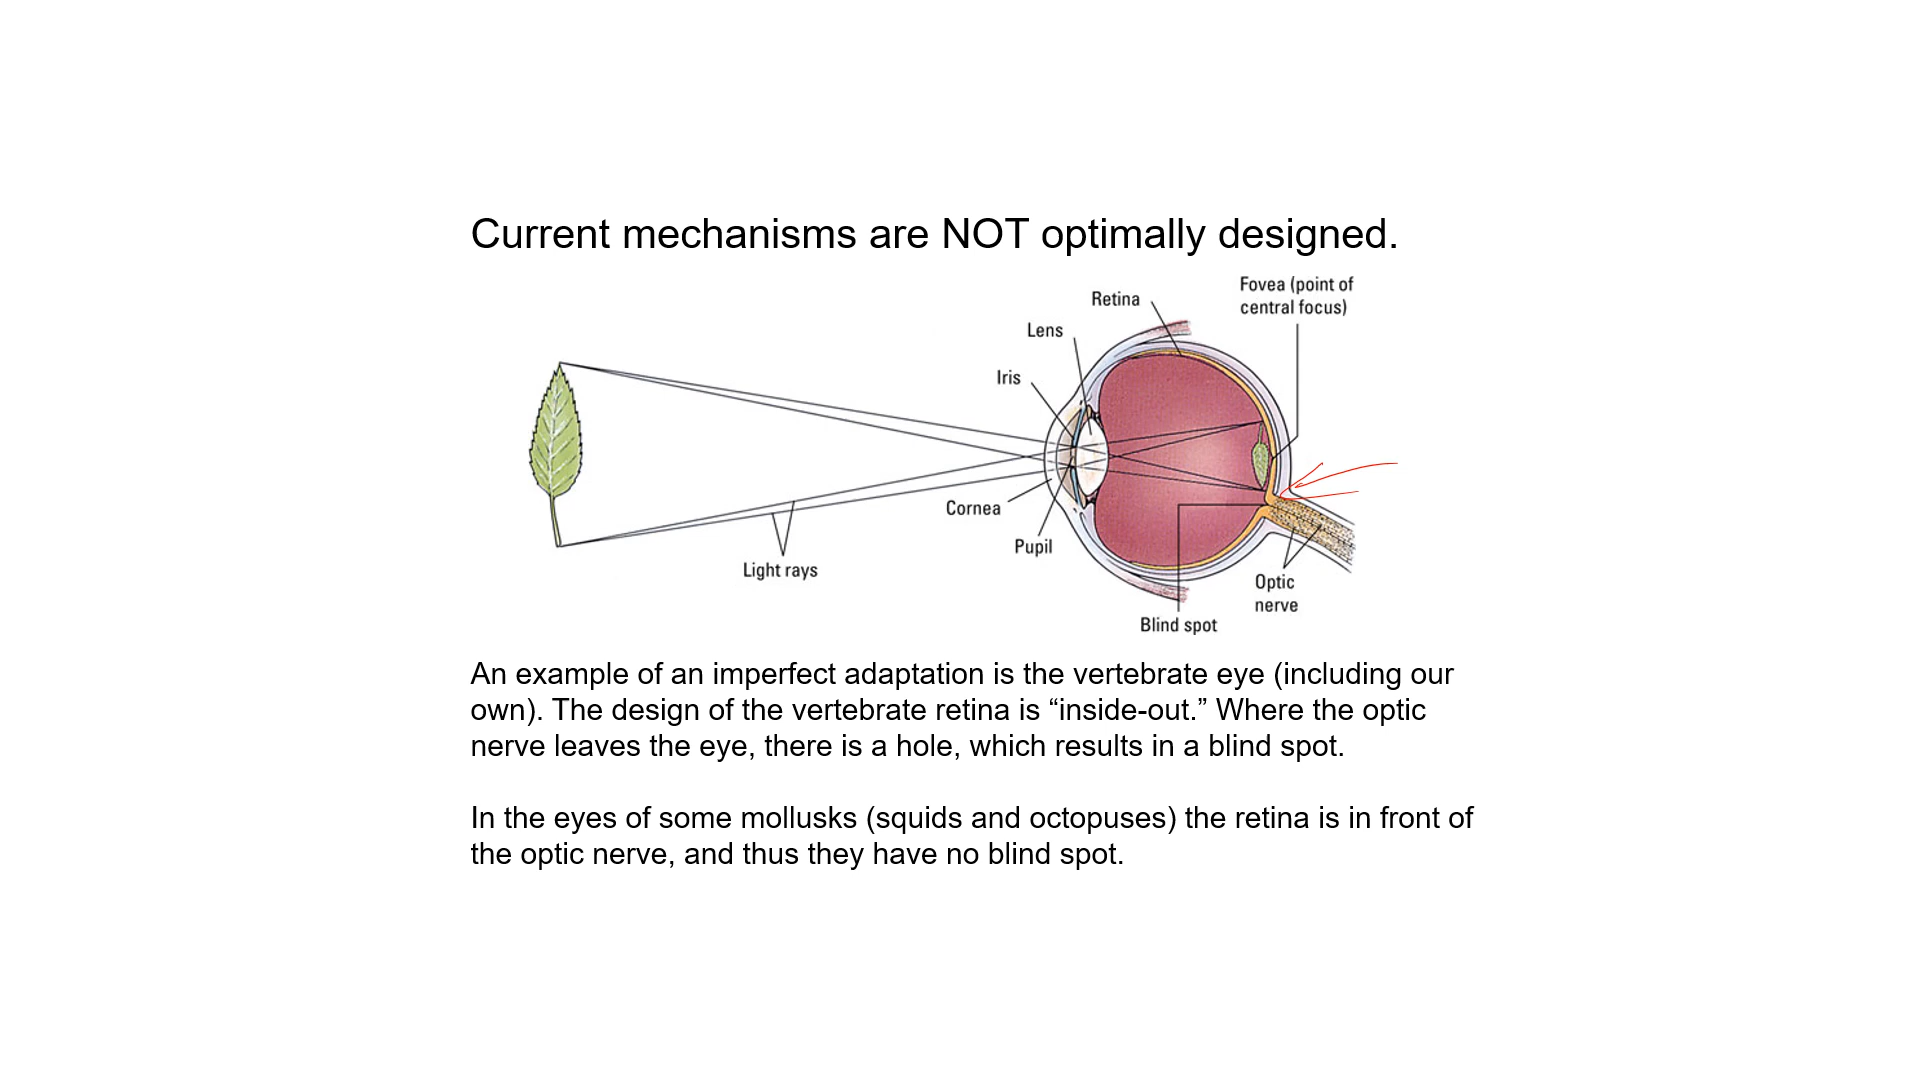 Current mechanisms are NOT optimally designed.
Fovea (point of
central focus)
Retina
Lens
Iris
Cornea
Pupil
Light rays
Optic
nerve
Blind spot
An example of an imperfect adaptation is the vertebrate eye (including our
own). The design of the vertebrate retina is “inside-out.” Where the optic
nerve leaves the eye, there is a hole, which results in a blind spot.
In the eyes of some mollusks (squids and octopuses) the retina is in front of
the optic nerve, and thus they have no blind spot.